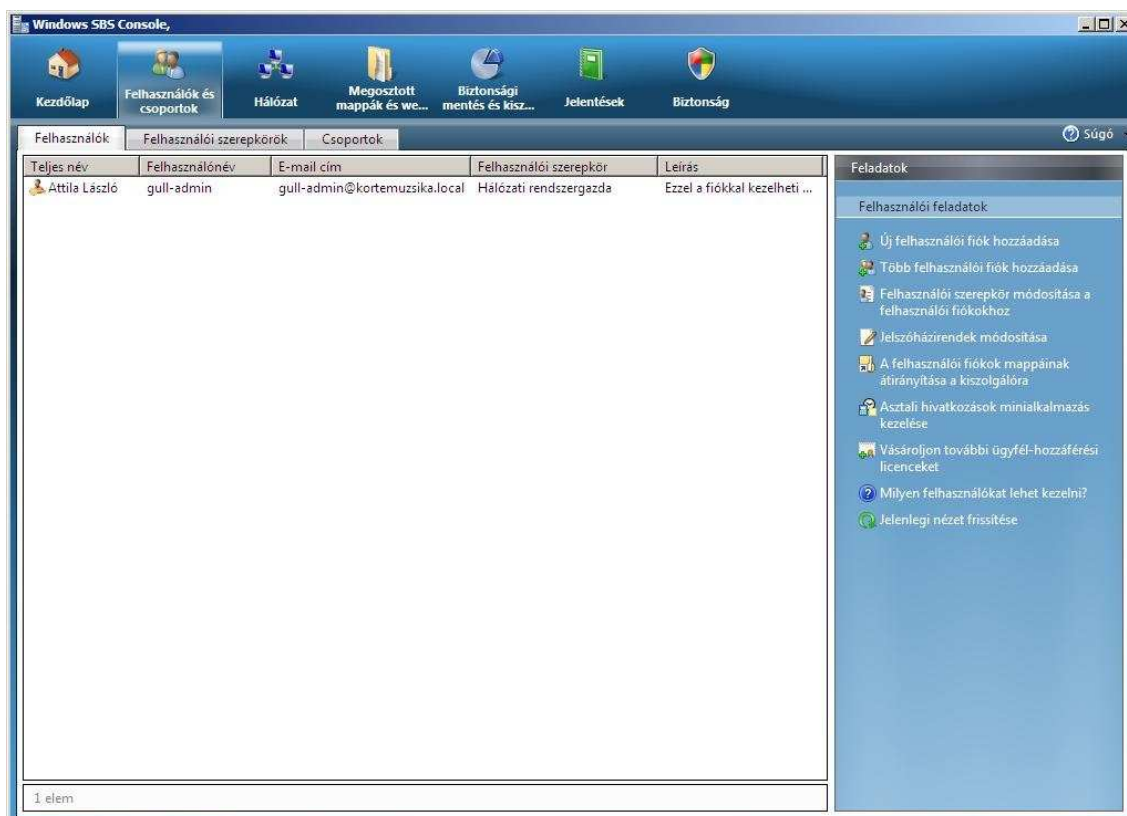 Windows SBS Console,
Kezdőlap
Felhasználók és
csoportok
Hálózat
Megosztott
mappák és we...
Biztonsági
mentés és kisz...
Jelentések
Biztonság
Felhasználók
Felhasználói szerepkörök
Csoportok
Súgó
Teljes név Felhasználónév E-mail cím Felhasználói szerepkör Leírás
Attila László gull-admin gull-admin@kortemuzsika.local Hálózati rendszergazda Ezzel a fiókkal kezelheti ...
Feladatok
Felhasználói feladatok
Új felhasználói fiók hozzáadása
Több felhasználói fiók hozzáadása
Felhasználói szerepkör módosítása a
felhasználói fiókokhoz
Jelszóházirendek módosítása
A felhasználói fiókok mappáinak
átirányítása a kiszolgálóra
Asztali hivatkozások minialkalmazás
kezelése
Vásároljon további ügyfél-hozzáférési
licenceket
Milyen felhasználókat lehet kezelni?
Jelenlegi nézet frissítése
1 elem